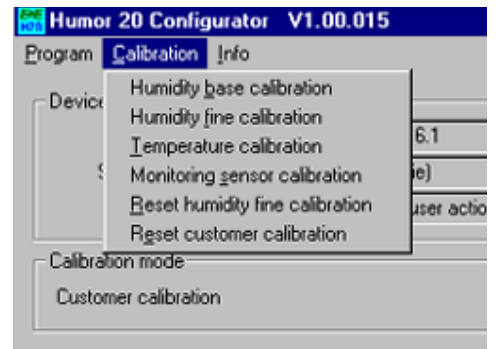 Humor 20 Configurator V1.00.015
Program Calibration Info
Device
Humidity base calibration
Humidity fine calibration
Temperature calibration
Monitoring sensor calibration
Reset humidity fine calibration
Reset customer calibration
6.1
ie)
user actio
Calibration mode
Customer calibration